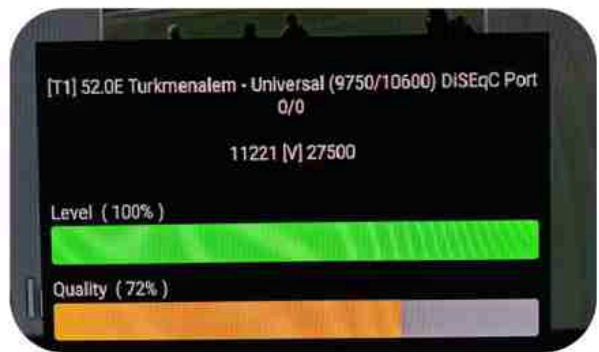 [T1] 52.0E Turkmenalem - Universal (9750/10600) DiSEqC Port
0/0
11221 [V] 27500
Level ( 100% )
Quality ( 72% )